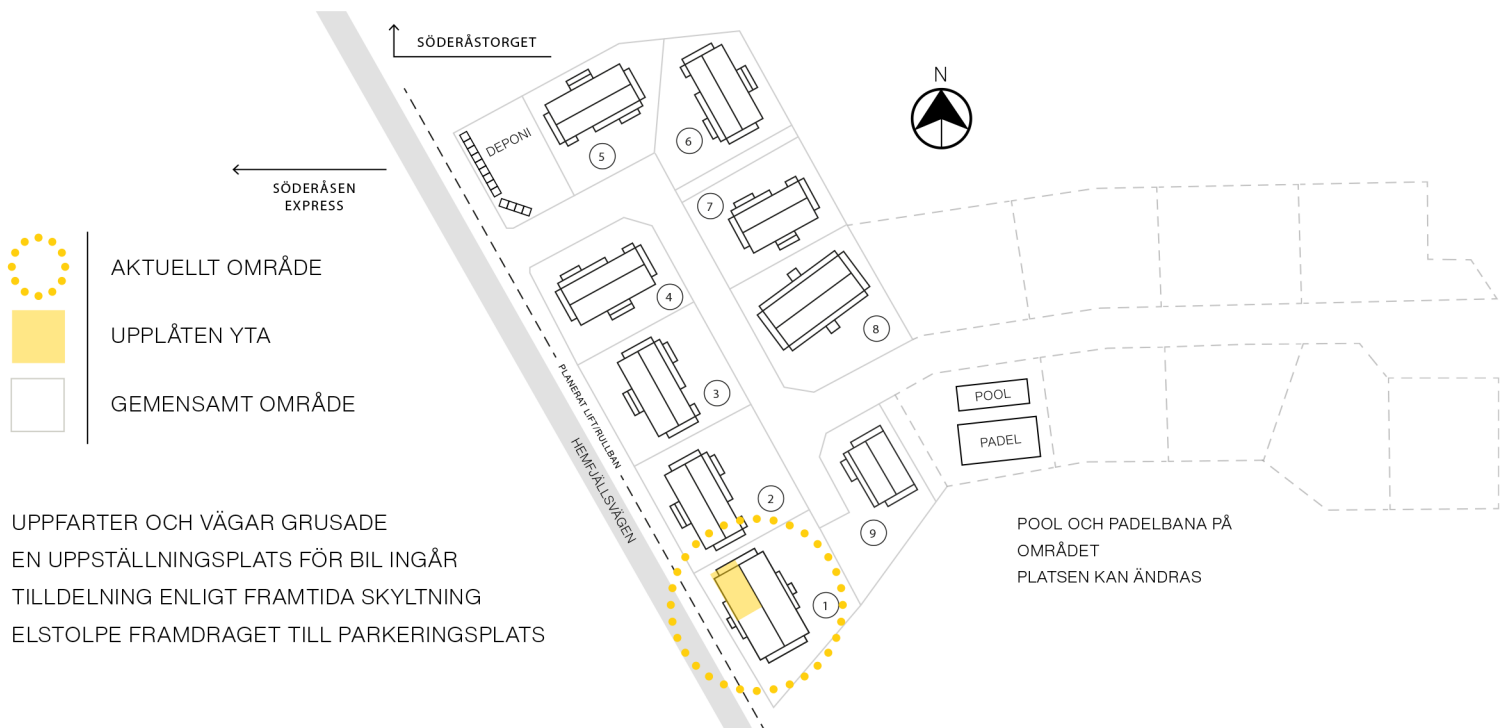 SÖDERÅSTORGET
N
SÖDERÅSEN
EXPRESS
DEPONI
5
6
7
4
8
3
2
9
1
AKTUELLT OMRÅDE
UPPLÅTEN YTA
GEMENSAMT OMRÅDE
PLANERAT LIFT/RULLBAN
HEMFJÄLLSVÄGEN
POOL
PADEL
UPPFARTER OCH VÄGAR GRUSADE
EN UPPSTÄLLNINGSPLATS FÖR BIL INGÅR
TILLDELNING ENLIGT FRAMTIDA SKYLTNING
ELSTOLPE FRAMDRAGET TILL PARKERINGSPLATS
POOL OCH PADELBANA PÅ
OMRÅDET
PLATSEN KAN ÄNDRAS